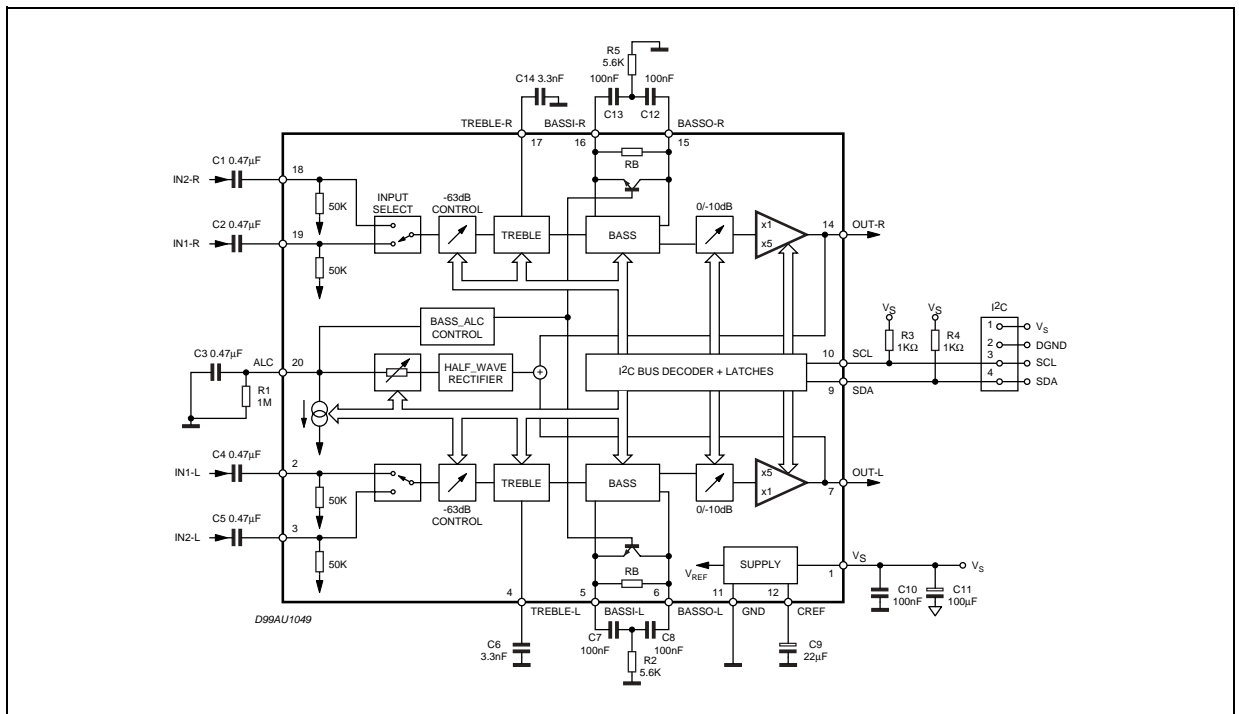 R5
5.6K
C14 3.3nF
100nF
100nF
C13
C12
TREBLE-R
BASSI-R
BASSO-R
17
16
15
RB
C1 0.47μF
18
IN2-R
50K
INPUT
SELECT
-63dB
CONTROL
0/-10dB
C2 0.47μF
19
IN1-R
TREBLE
BASS
x1
x5
14
OUT-R
50K
BASS_ALC
CONTROL
VS
VS
I2C
R3
1KΩ
R4
1KΩ
1
VS
2
DGND
3
SCL
4
SDA
C3 0.47μF
ALC
20
HALF_WAVE
RECTIFIER
+
I2C BUS DECODER + LATCHES
10
SCL
9
SDA
R1
1M
C4 0.47μF
2
IN1-L
50K
TREBLE
BASS
x5
x1
OUT-L
7
-63dB
CONTROL
0/-10dB
C5 0.47μF
3
IN2-L
50K
RB
VREF
SUPPLY
VS
1
VS
4
TREBLE-L
5
BASSI-L
6
BASSO-L
11
GND
12
CREF
C10
100nF
C11
100μF
D99AU1049
C6
3.3nF
C7
100nF
C8
100nF
R2
5.6K
C9
22μF